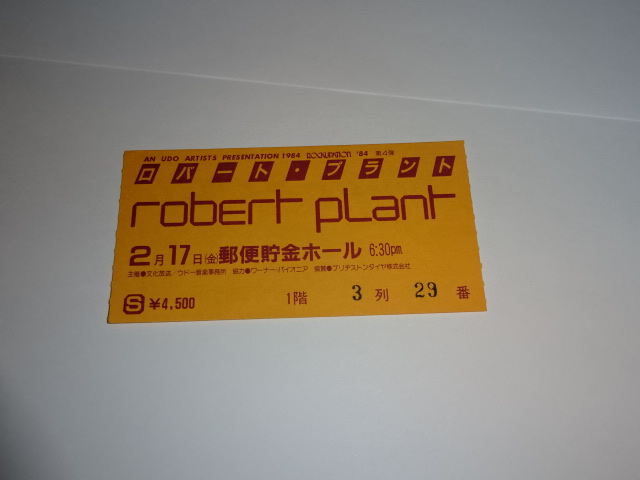 AN UDO ARTISTS PRESENTATION 1984 ROCKUPATION '84 第4弾
ロバート・プラント
robert plant
2月17日(金)郵便貯金ホール 6:30pm
主催●文化放送/ウドー音楽事務所 協力●ワーナー・パイオニア 協賛●ブリヂストンタイヤ株式会社
S ¥4,500 1階 3列 29番